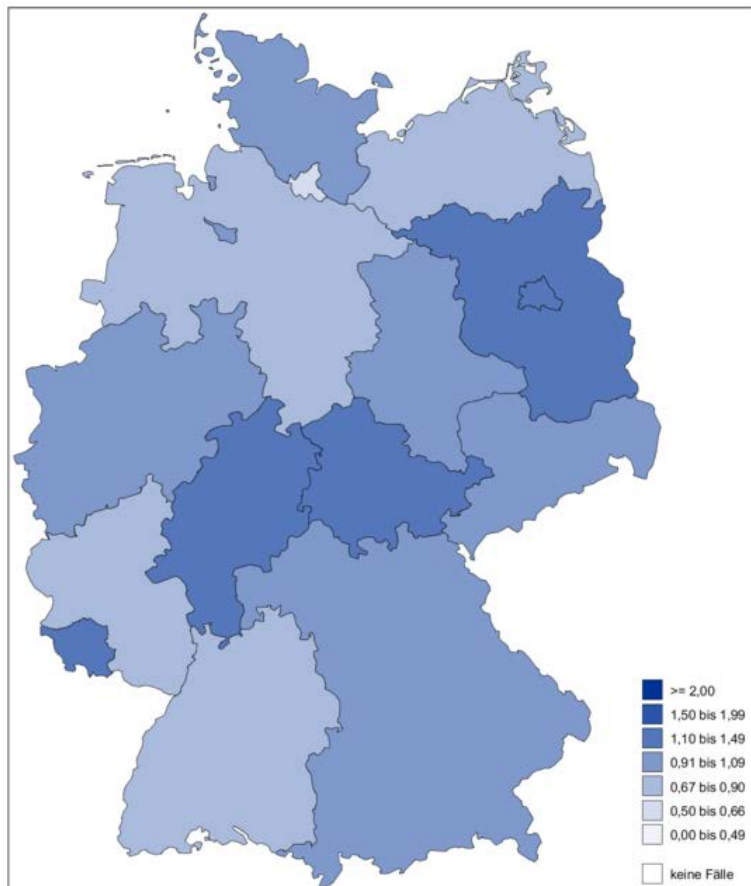 >= 2,00
1,50 bis 1,99
1,10 bis 1,49
0,91 bis 1,09
0,67 bis 0,90
0,50 bis 0,66
0,00 bis 0,49
keine Fälle